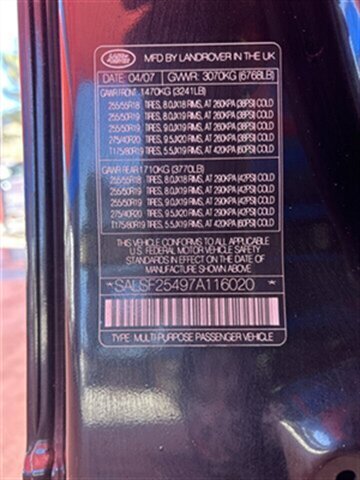 LAND ROVER
MFD BY LANDROVER IN THE UK
DATE 04/07 GVWR: 3070KG (6768LB)
GAWR FRONT: 1470KG (3241LB)
255/55R18 TIRES, 8.0JX18 RIMS, AT 260KPA (38PSI) COLD
255/50R19 TIRES, 8.0JX19 RIMS, AT 260KPA (38PSI) COLD
255/50R19 TIRES, 9.0JX19 RIMS, AT 260KPA (38PSI) COLD
275/40R20 TIRES, 9.5JX20 RIMS, AT 260KPA (38PSI) COLD
T175/80R19 TIRES, 5.5JX19 RIMS, AT 420KPA (60PSI) COLD
GAWR REAR: 1710KG (3770LB)
255/55R18 TIRES, 8.0JX18 RIMS, AT 290KPA (42PSI) COLD
255/50R19 TIRES, 8.0JX19 RIMS, AT 290KPA (42PSI) COLD
255/50R19 TIRES, 9.0JX19 RIMS, AT 290KPA (42PSI) COLD
275/40R20 TIRES, 9.5JX20 RIMS, AT 290KPA (42PSI) COLD
T175/80R19 TIRES, 5.5JX19 RIMS, AT 420KPA (60PSI) COLD
THIS VEHICLE CONFORMS TO ALL APPLICABLE
U.S. FEDERAL MOTOR VEHICLE SAFETY
STANDARDS IN EFFECT ON THE DATE OF
MANUFACTURE SHOWN ABOVE
*SALSF25497A116020 *
TYPE: MULTI-PURPOSE PASSENGER VEHICLE